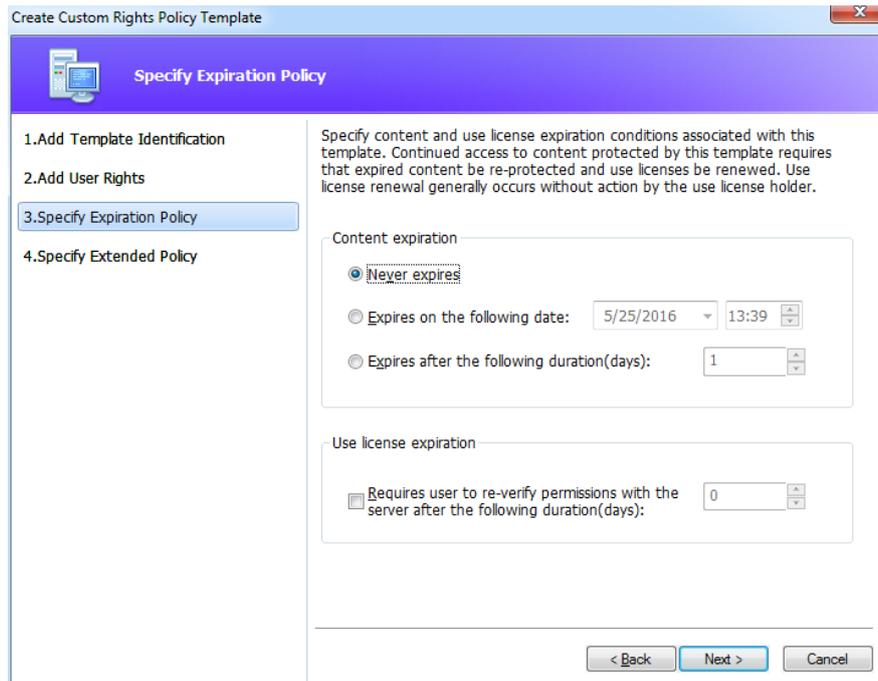 Create Custom Rights Policy Template
X
Specify Expiration Policy
1.Add Template Identification
2.Add User Rights
3.Specify Expiration Policy
4.Specify Extended Policy
Specify content and use license expiration conditions associated with this
template. Continued access to content protected by this template requires
that expired content be re-protected and use licenses be renewed. Use
license renewal generally occurs without action by the use license holder.
Content expiration
Never expires
Expires on the following date: 5/25/2016 13:39
Expires after the following duration(days): 1
Use license expiration
Requires user to re-verify permissions with the
server after the following duration(days): 0
< Back Next > Cancel